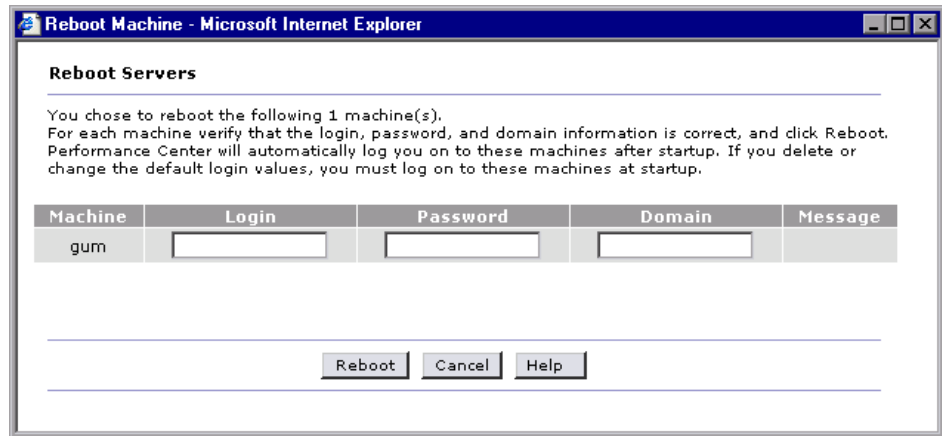 Reboot Machine - Microsoft Internet Explorer
Reboot Servers
You chose to reboot the following 1 machine(s).
For each machine verify that the login, password, and domain information is correct, and click Reboot.
Performance Center will automatically log you on to these machines after startup. If you delete or
change the default login values, you must log on to these machines at startup.
Machine Login Password Domain Message
gum
Reboot Cancel Help